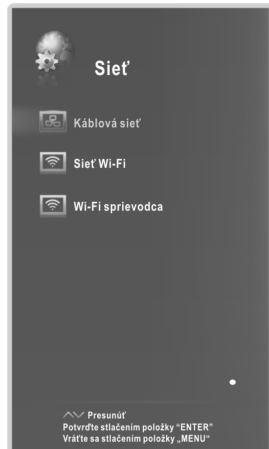 Sieť
Káblová sieť
Sieť Wi-Fi
Wi-Fi sprievodca
Presunúť
Potvrďte stlačením položky “ENTER”
Vráťte sa stlačením položky „MENU“